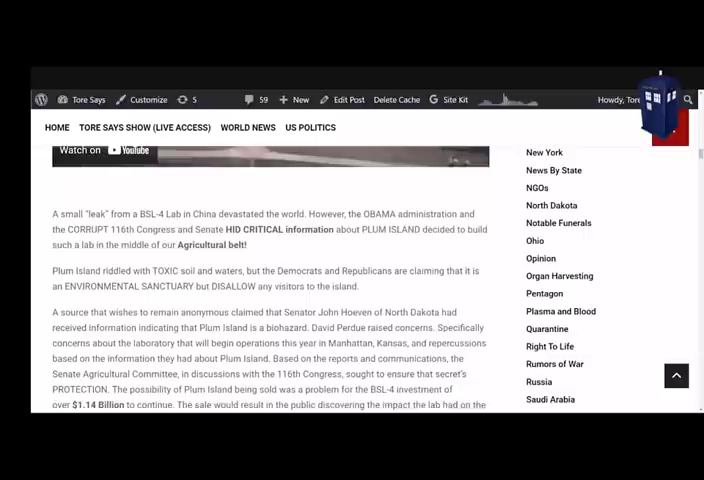 Tore Says Customize 5 59 + New Edit Post Delete Cache G Site Kit Howdy, Tore
HOME TORE SAYS SHOW (LIVE ACCESS) WORLD NEWS US POLITICS
Watch on YouTube
A small “leak” from a BSL-4 Lab in China devastated the world. However, the OBAMA administration and
the CORRUPT 116th Congress and Senate HID CRITICAL information about PLUM ISLAND decided to build
such a lab in the middle of our Agricultural belt!
Plum Island riddled with TOXIC soil and waters, but the Democrats and Republicans are claiming that it is
an ENVIRONMENTAL SANCTUARY but DISALLOW any visitors to the island.
A source that wishes to remain anonymous claimed that Senator John Hoeven of North Dakota had
received information indicating that Plum Island is a biohazard. David Perdue raised concerns. Specifically
concerns about the laboratory that will begin operations this year in Manhattan, Kansas, and repercussions
based on the information they had about Plum Island. Based on the reports and communications, the
Senate Agricultural Committee, in discussions with the 116th Congress, sought to ensure that secret's
PROTECTION. The possibility of Plum Island being sold was a problem for the BSL-4 investment of
over $1.14 Billion to continue. The sale would result in the public discovering the impact the lab had on the
New York
News By State
NGOs
North Dakota
Notable Funerals
Ohio
Opinion
Organ Harvesting
Pentagon
Plasma and Blood
Quarantine
Right To Life
Rumors of War
Russia
Saudi Arabia